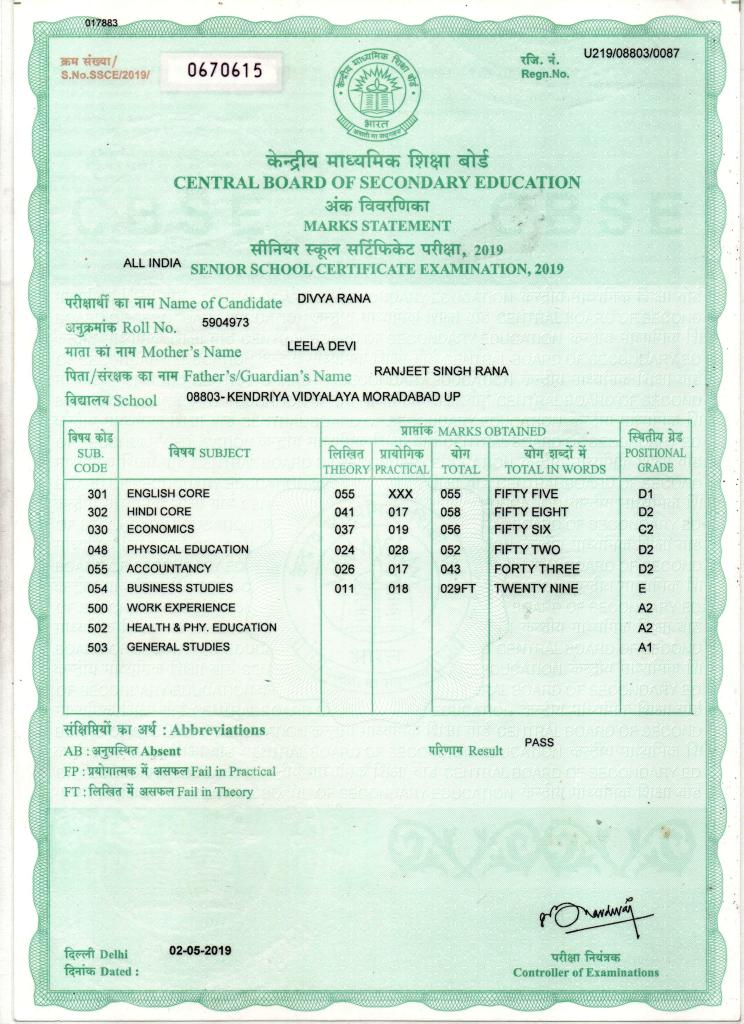 017883
क्रम संख्या/
S.No.SSCE/2019/
0670615
रजि. नं.
Regn.No.
U219/08803/0087
केन्द्रीय माध्यमिक शिक्षा बोर्ड
भारत
केन्द्रीय माध्यमिक शिक्षा बोर्ड
CENTRAL BOARD OF SECONDARY EDUCATION
अंक विवरणिका
MARKS STATEMENT
सीनियर स्कूल सर्टिफिकेट परीक्षा, 2019
ALL INDIA SENIOR SCHOOL CERTIFICATE EXAMINATION, 2019
परीक्षार्थी का नाम Name of Candidate DIVYA RANA
अनुक्रमांक Roll No. 5904973
माता का नाम Mother's Name LEELA DEVI
पिता/संरक्षक का नाम Father's/Guardian's Name RANJEET SINGH RANA
विद्यालय School 08803- KENDRIYA VIDYALAYA MORADABAD UP
विषय कोड SUB. CODE
विषय SUBJECT
प्राप्तांक MARKS OBTAINED
लिखित THEORY
प्रायोगिक PRACTICAL
योग TOTAL
योग शब्दों में TOTAL IN WORDS
स्थितीय ग्रेड POSITIONAL GRADE
301 ENGLISH CORE 055 XXX 055 FIFTY FIVE D1
302 HINDI CORE 041 017 058 FIFTY EIGHT D2
030 ECONOMICS 037 019 056 FIFTY SIX C2
048 PHYSICAL EDUCATION 024 028 052 FIFTY TWO D2
055 ACCOUNTANCY 026 017 043 FORTY THREE D2
054 BUSINESS STUDIES 011 018 029FT TWENTY NINE E
500 WORK EXPERIENCE A2
502 HEALTH & PHY. EDUCATION A2
503 GENERAL STUDIES A1
संक्षिप्तियों का अर्थ : Abbreviations
AB : अनुपस्थित Absent
परिणाम Result PASS
FP : प्रयोगात्मक में असफल Fail in Practical
FT : लिखित में असफल Fail in Theory
दिल्ली Delhi
दिनांक Dated : 02-05-2019
परीक्षा नियंत्रक
Controller of Examinations